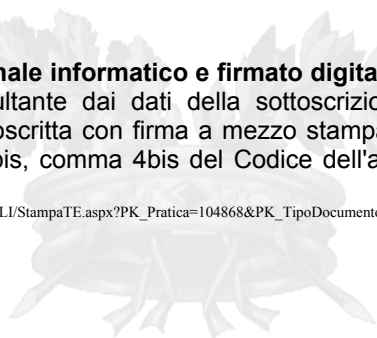 nale informatico e firmato digita
ultante dai dati della sottoscrizio
oscritta con firma a mezzo stampa
bis, comma 4bis del Codice dell'a
LI/StampaTE.aspx?PK_Pratica=104868&PK_TipoDocumento